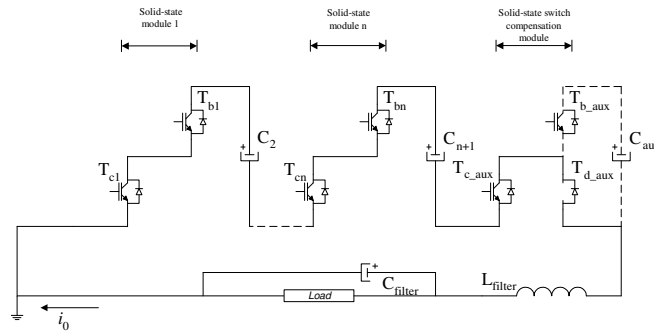 Solid-state
module 1
Solid-state
module n
Solid-state switch
compensation
module
T_b1
T_bn
T_b_aux
+
C_2
+
C_n+1
+
C_au
T_c1
T_cn
T_c_aux
T_d_aux
+
C_filter
Load
L_filter
i_0